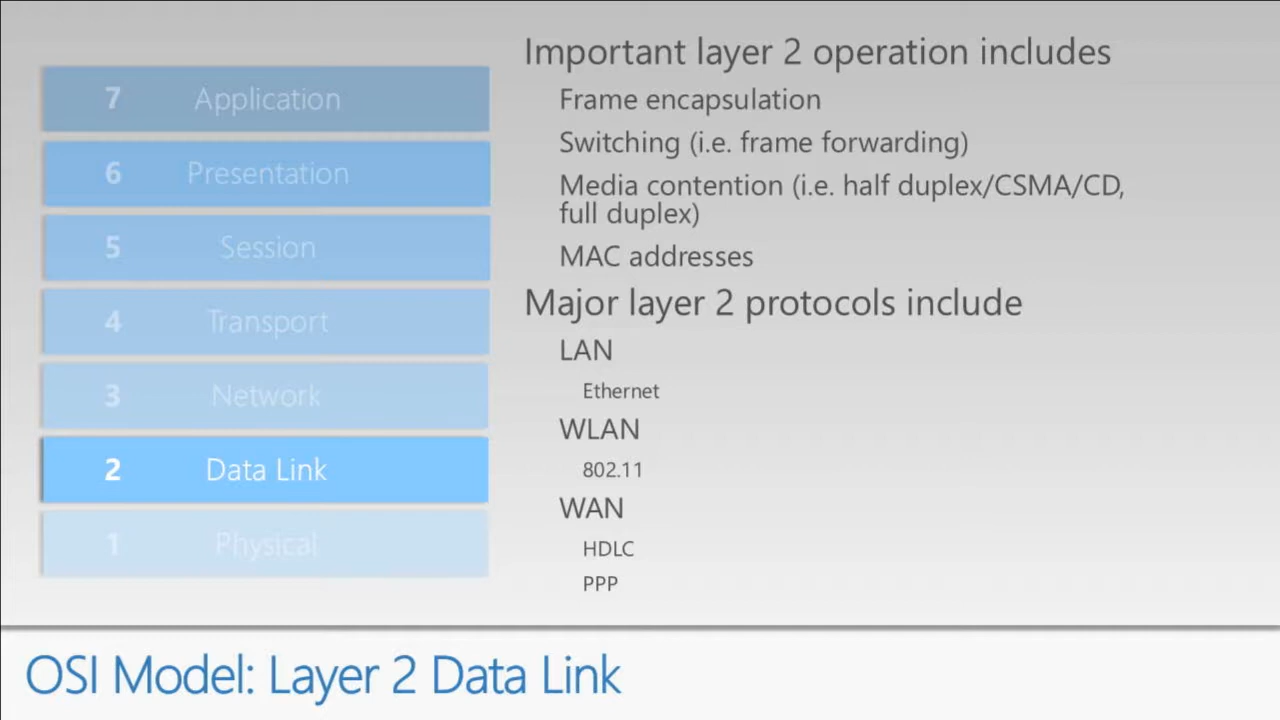 7 Application
6 Presentation
5 Session
4 Transport
3 Network
2 Data Link
1 Physical
Important layer 2 operation includes
Frame encapsulation
Switching (i.e. frame forwarding)
Media contention (i.e. half duplex/CSMA/CD,
full duplex)
MAC addresses
Major layer 2 protocols include
LAN
Ethernet
WLAN
802.11
WAN
HDLC
PPP
OSI Model: Layer 2 Data Link